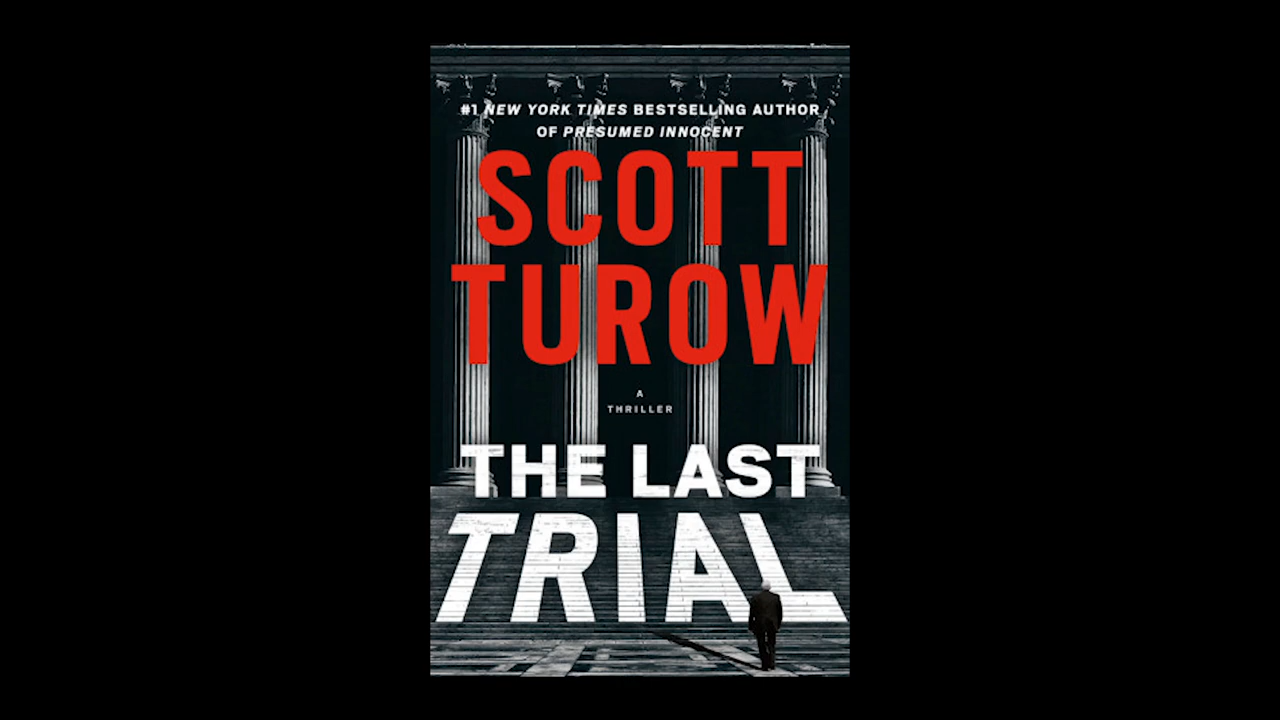 #1 NEW YORK TIMES BESTSELLING AUTHOR
OF PRESUMED INNOCENT
SCOTT
TUROW
A
THRILLER
THE LAST
TRIAL